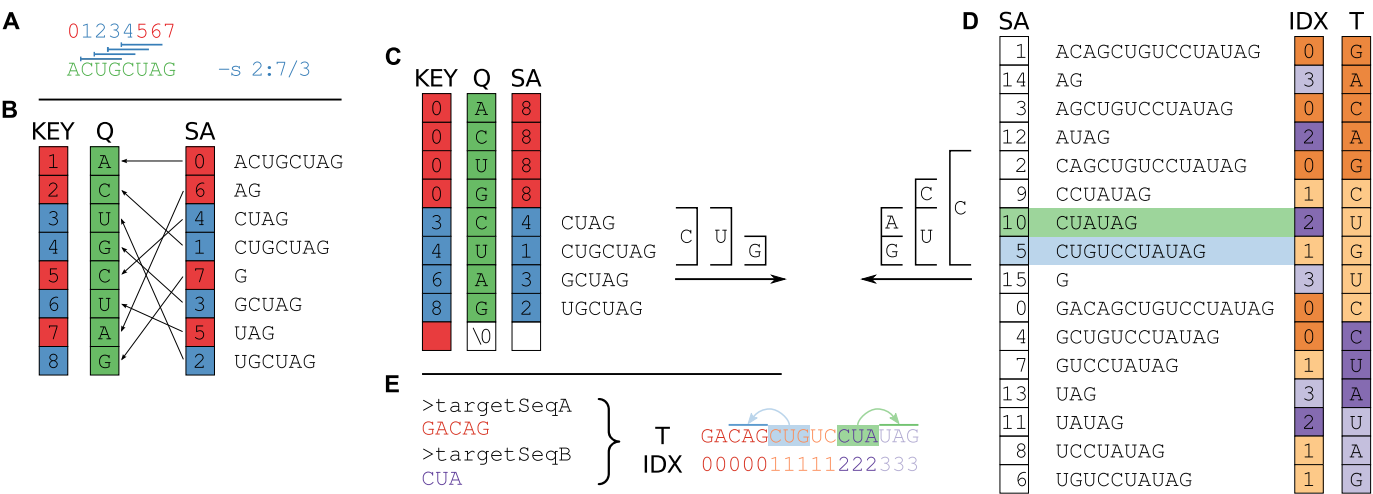 A
01234567
ACUGCUAG
–s 2:7/3
B
KEY Q SA
1 A 0 ACUGCUAG
2 C 6 AG
3 U 4 CUAG
4 G 1 CUGCUAG
5 C 7 G
6 U 3 GCUAG
7 A 5 UAG
8 G 2 UGCUAG
C
KEY Q SA
0 A 8
0 C 8
0 U 8
0 G 8
3 C 4 CUAG
4 U 1 CUGCUAG
6 A 3 GCUAG
8 G 2 UGCUAG
\0
C U G
A G
C U
C
D
SA IDX T
1 ACAGCUGUCCUAUAG 0 G
14 AG 3 A
3 AGCUGUCCUAUAG 0 C
12 AUAG 2 A
2 CAGCUGUCCUAUAG 0 G
9 CCUAUAG 1 C
10 CUAUAG 2 U
5 CUGUCCUAUAG 1 G
15 G 3 U
0 GACAGCUGUCCUAUAG 0 C
4 GCUGUCCUAUAG 0 C
7 GUCCUAUAG 1 U
13 UAG 3 A
11 UAUAG 2 U
8 UCCUAUAG 1 A
6 UGUCCUAUAG 1 G
E
>targetSeqA
GACAG
>targetSeqB
CUA
T GACAGCUGUCCUAUAG
IDX 0000011111222333